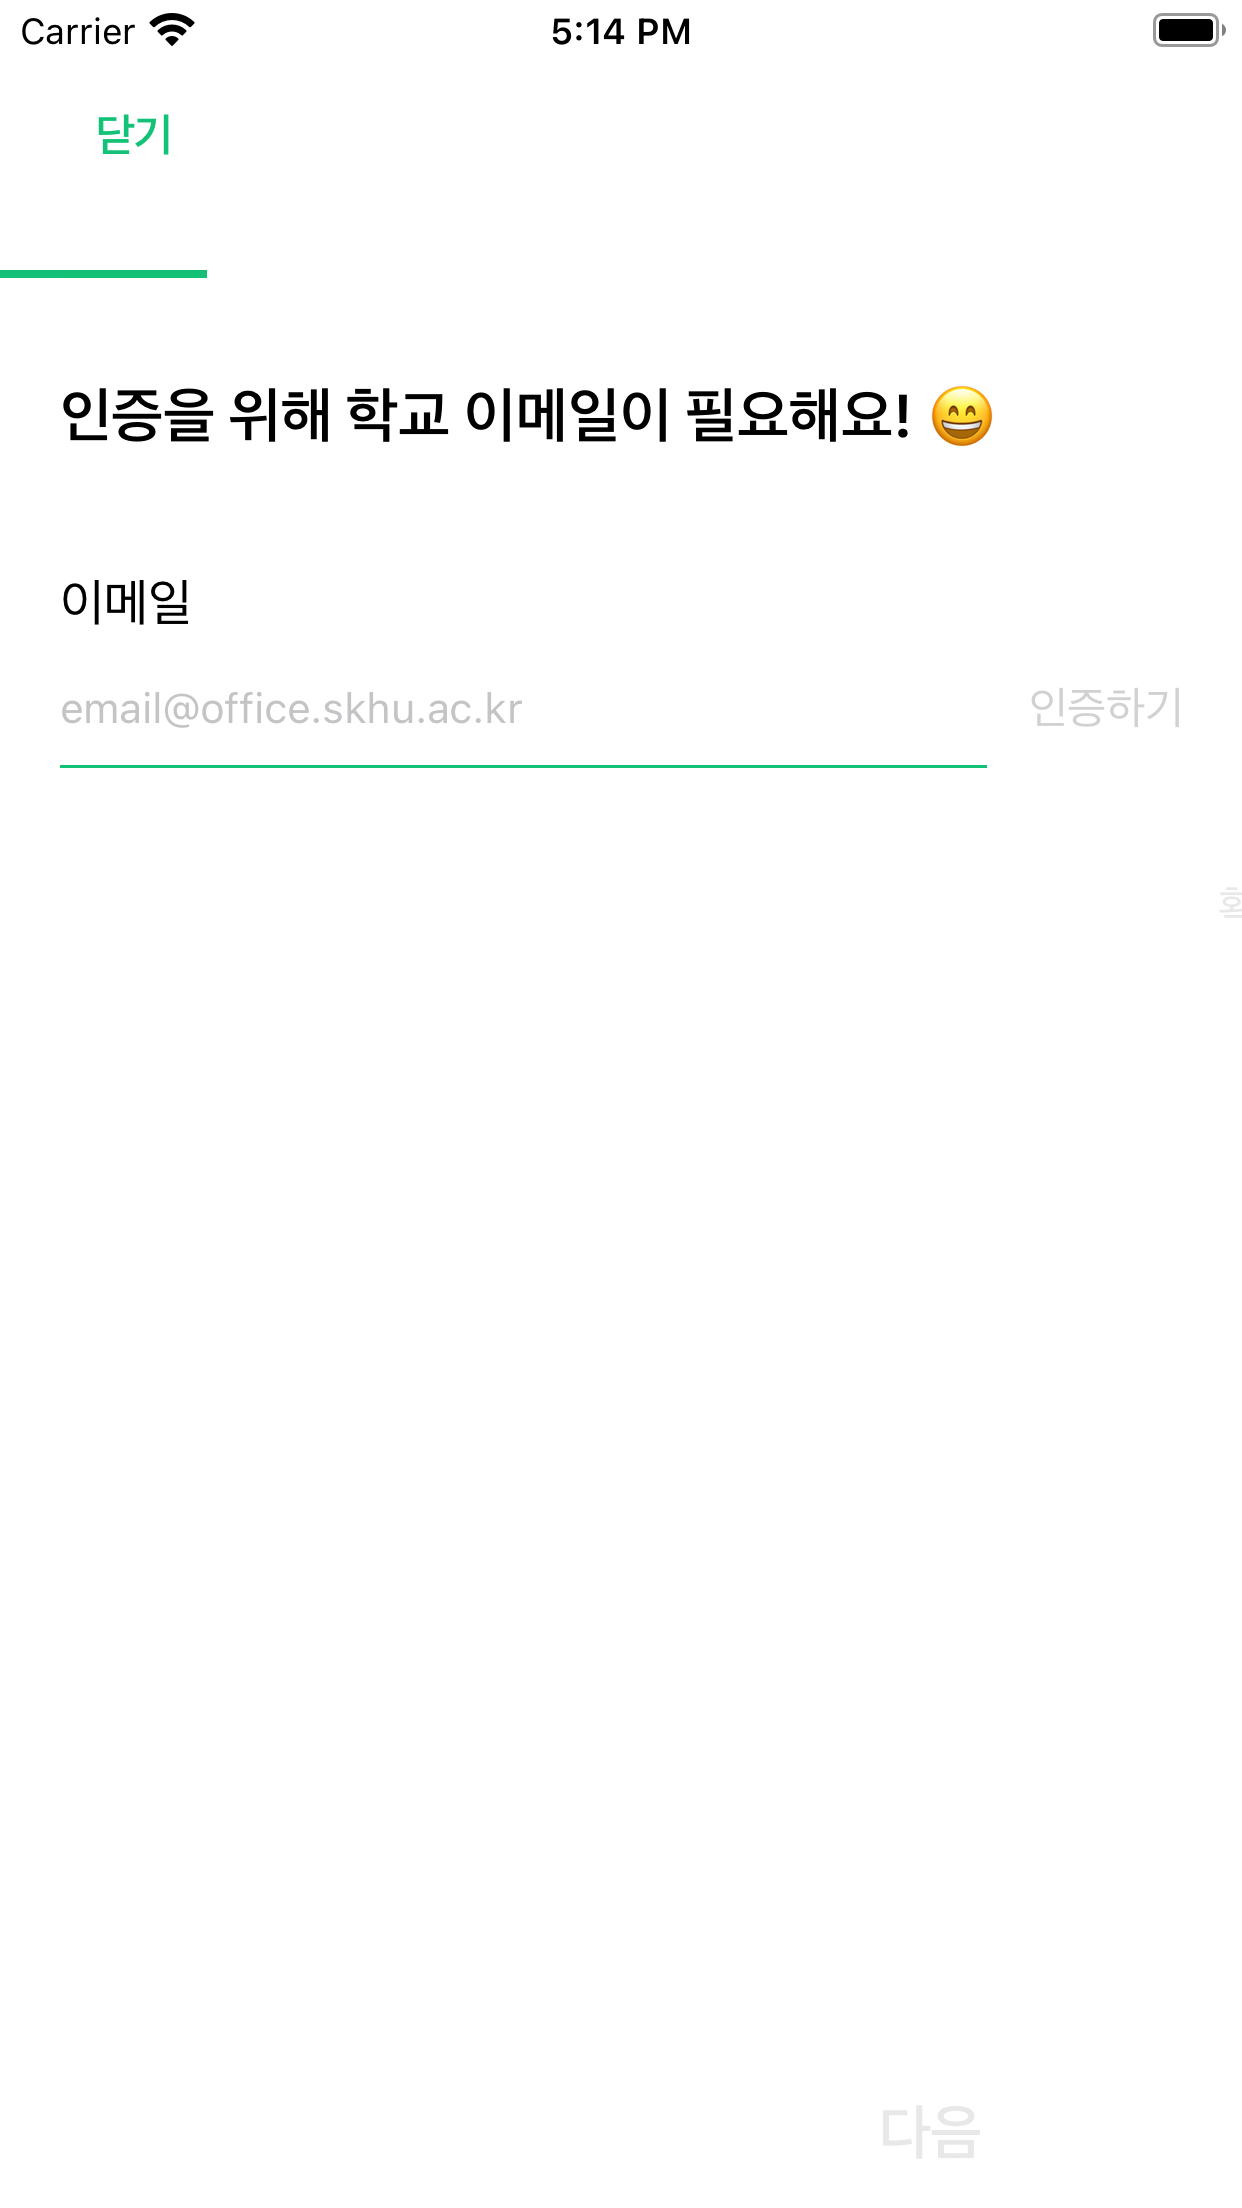 Carrier 5:14 PM
닫기
인증을 위해 학교 이메일이 필요해요! 😄
이메일
email@office.skhu.ac.kr 인증하기
다음